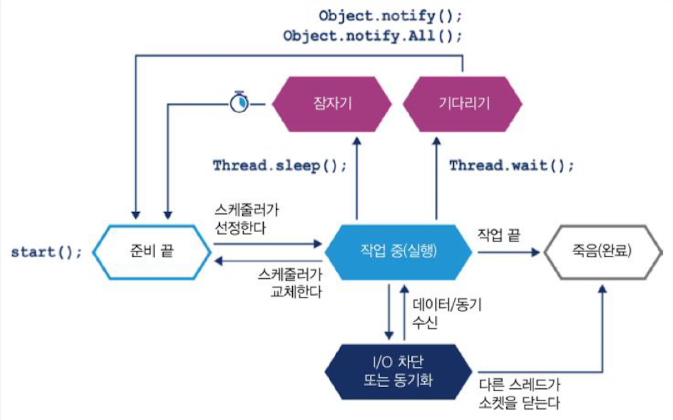 Object.notify();
Object.notify.All();
잠자기
기다리기
Thread.sleep();
Thread.wait();
스케줄러가
선정한다
start();
준비 끝
작업 중(실행)
작업 끝
죽음(완료)
스케줄러가
교체한다
데이터/동기
수신
I/O 차단
또는 동기화
다른 스레드가
소켓을 닫는다